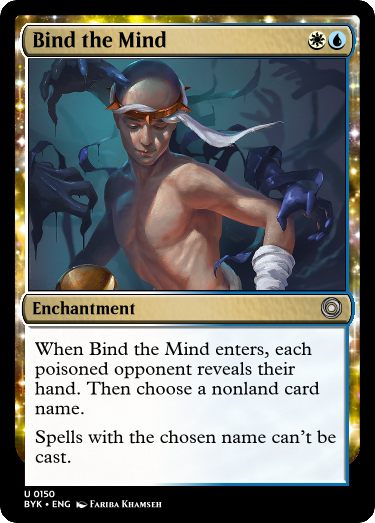 Bind the Mind
Enchantment
When Bind the Mind enters, each
poisoned opponent reveals their
hand. Then choose a nonland card
name.
Spells with the chosen name can't be
cast.
U 0150
BYK • ENG Fariba Khamseh